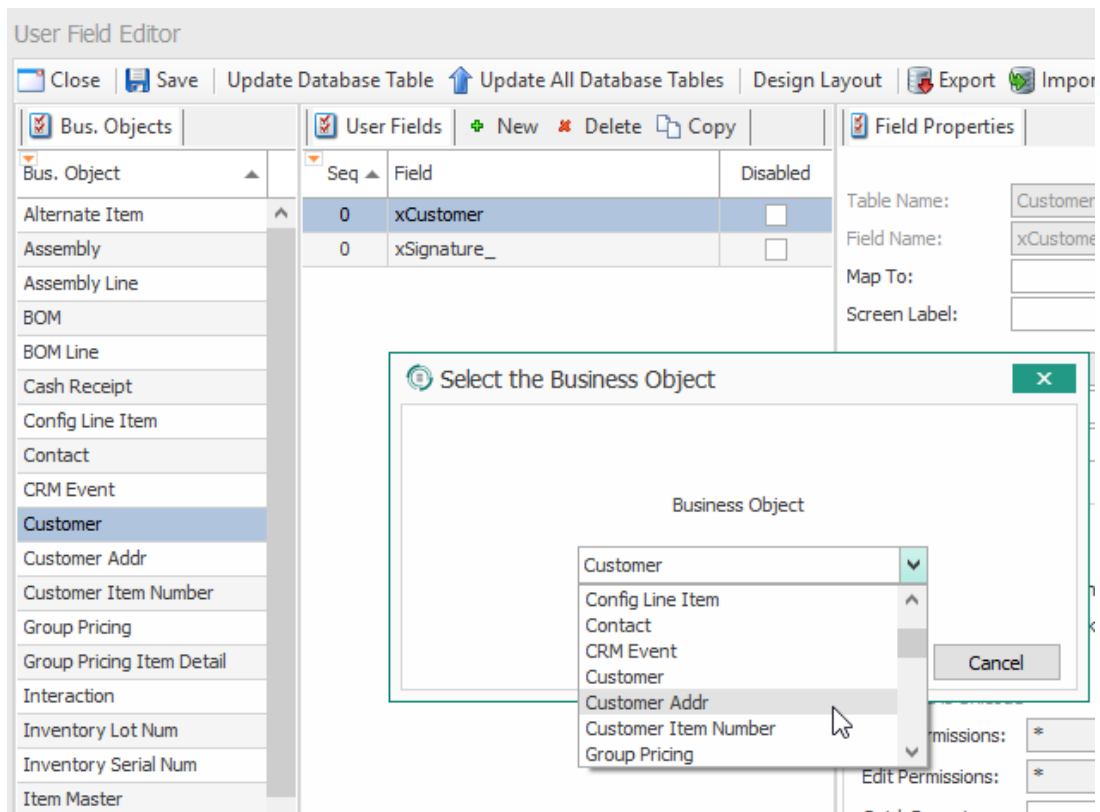 User Field Editor
Close Save Update Database Table Update All Database Tables Design Layout Export Impor
Bus. Objects User Fields New Delete Copy Field Properties
Bus. Object Seq Field Disabled
Alternate Item
Assembly
Assembly Line
BOM
BOM Line
Cash Receipt
Config Line Item
Contact
CRM Event
Customer
Customer Addr
Customer Item Number
Group Pricing
Group Pricing Item Detail
Interaction
Inventory Lot Num
Inventory Serial Num
Item Master
0 xCustomer
0 xSignature_
Table Name: Customer
Field Name: xCustome
Map To:
Screen Label:
Select the Business Object
Business Object
Customer
Config Line Item
Contact
CRM Event
Customer
Customer Addr
Customer Item Number
Group Pricing
Cancel
rmissions: *
Edit Permissions: *